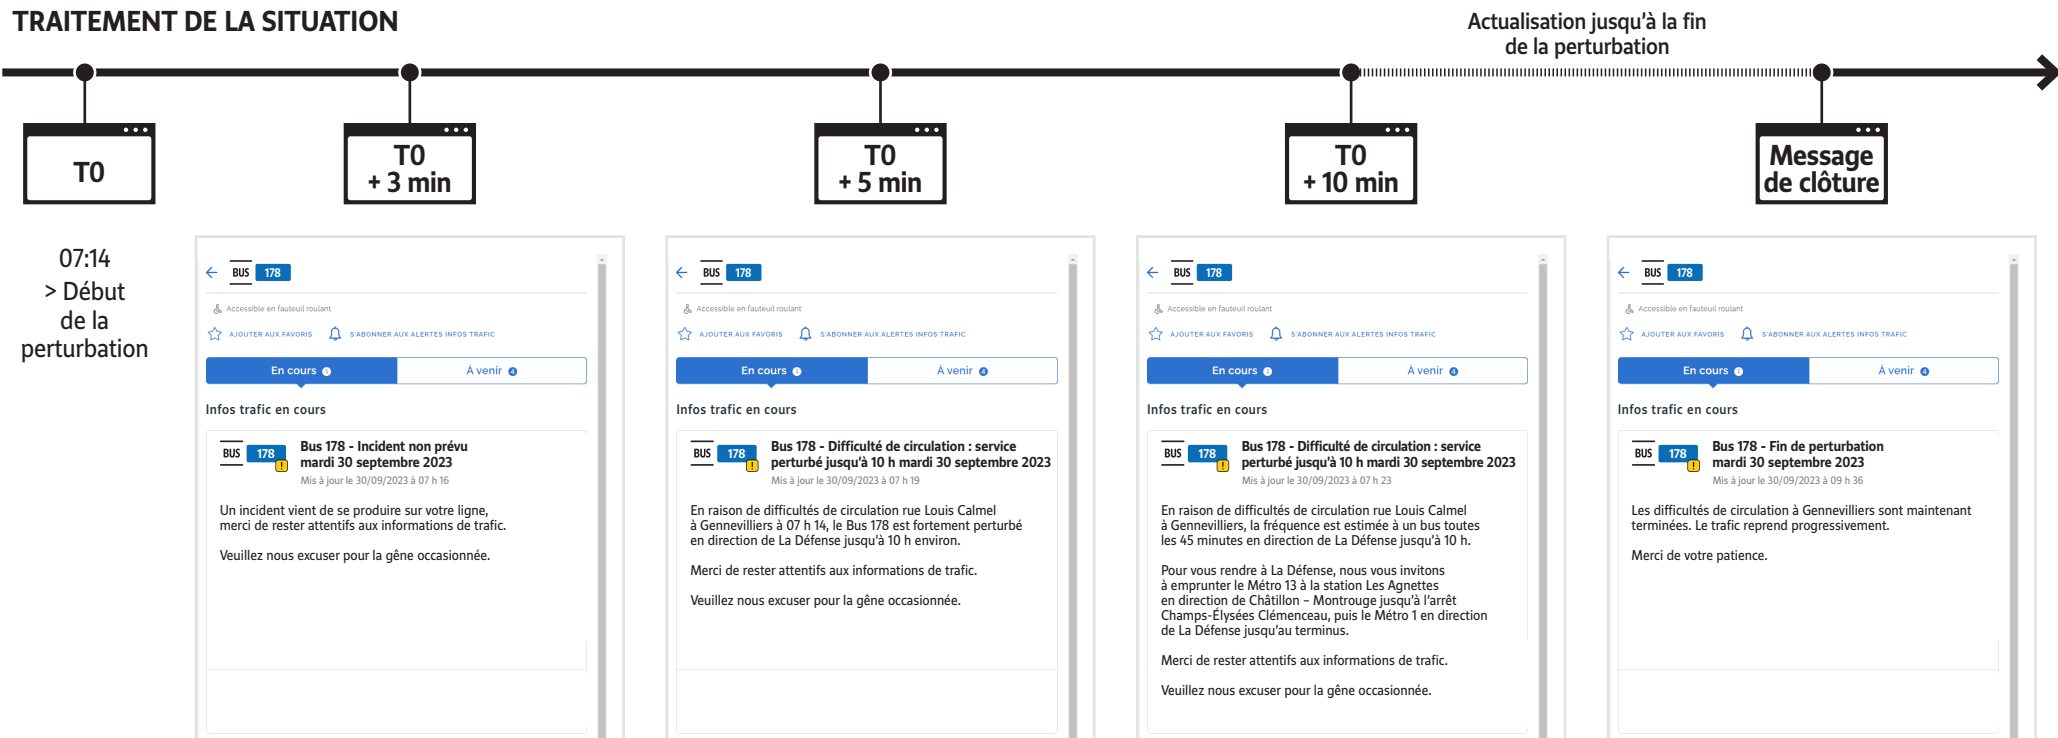 TRAITEMENT DE LA SITUATION
Actualisation jusqu'à la fin
de la perturbation
T0
T0
+ 3 min
T0
+ 5 min
T0
+ 10 min
Message
de clôture
07:14
> Début
de la
perturbation
BUS 178
Accessible en fauteuil roulant
AJOUTER AUX FAVORIS S'ABONNER AUX ALERTES INFOS TRAFIC
En cours À venir 4
Infos trafic en cours
BUS 178
Bus 178 - Incident non prévu
mardi 30 septembre 2023
Mis à jour le 30/09/2023 à 07 h 16
Un incident vient de se produire sur votre ligne,
merci de rester attentifs aux informations de trafic.
Veuillez nous excuser pour la gêne occasionnée.
BUS 178
Accessible en fauteuil roulant
AJOUTER AUX FAVORIS S'ABONNER AUX ALERTES INFOS TRAFIC
En cours À venir 4
Infos trafic en cours
BUS 178
Bus 178 - Difficulté de circulation : service
perturbé jusqu'à 10 h mardi 30 septembre 2023
Mis à jour le 30/09/2023 à 07 h 19
En raison de difficultés de circulation rue Louis Calmel
à Gennevilliers à 07 h 14, le Bus 178 est fortement perturbé
en direction de La Défense jusqu'à 10 h environ.
Merci de rester attentifs aux informations de trafic.
Veuillez nous excuser pour la gêne occasionnée.
BUS 178
Accessible en fauteuil roulant
AJOUTER AUX FAVORIS S'ABONNER AUX ALERTES INFOS TRAFIC
En cours À venir 4
Infos trafic en cours
BUS 178
Bus 178 - Difficulté de circulation : service
perturbé jusqu'à 10 h mardi 30 septembre 2023
Mis à jour le 30/09/2023 à 07 h 23
En raison de difficultés de circulation rue Louis Calmel
à Gennevilliers, la fréquence est estimée à un bus toutes
les 45 minutes en direction de La Défense jusqu'à 10 h.
Pour vous rendre à La Défense, nous vous invitons
à emprunter le Métro 13 à la station Les Agnettes
en direction de Châtillon – Montrouge jusqu'à l'arrêt
Champs-Élysées Clémenceau, puis le Métro 1 en direction
de La Défense jusqu'au terminus.
Merci de rester attentifs aux informations de trafic.
Veuillez nous excuser pour la gêne occasionnée.
BUS 178
Accessible en fauteuil roulant
AJOUTER AUX FAVORIS S'ABONNER AUX ALERTES INFOS TRAFIC
En cours À venir 4
Infos trafic en cours
BUS 178
Bus 178 - Fin de perturbation
mardi 30 septembre 2023
Mis à jour le 30/09/2023 à 09 h 36
Les difficultés de circulation à Gennevilliers sont maintenant
terminées. Le trafic reprend progressivement.
Merci de votre patience.